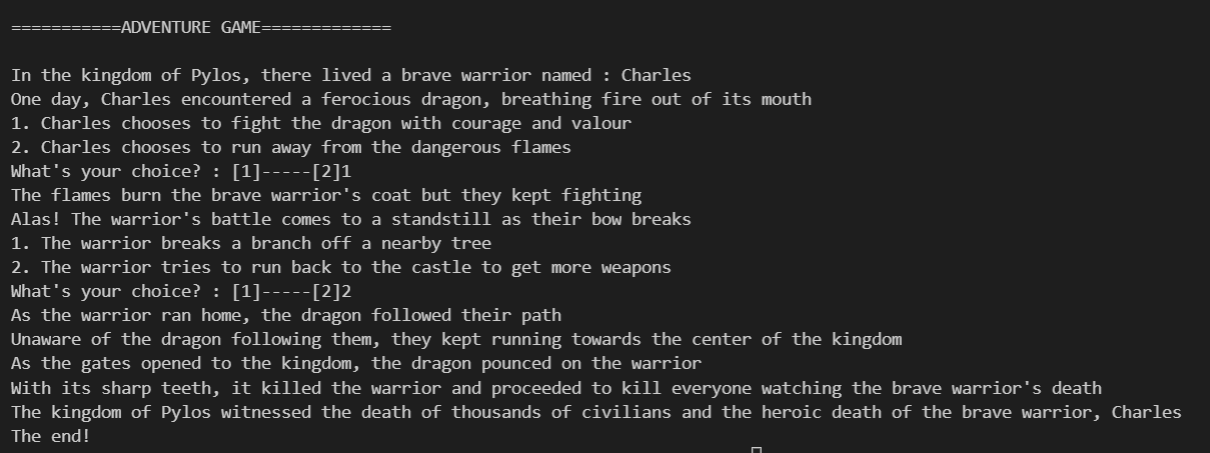 ===========ADVENTURE GAME=============
In the kingdom of Pylos, there lived a brave warrior named : Charles
One day, Charles encountered a ferocious dragon, breathing fire out of its mouth
1. Charles chooses to fight the dragon with courage and valour
2. Charles chooses to run away from the dangerous flames
What's your choice? : [1]-----[2]1
The flames burn the brave warrior's coat but they kept fighting
Alas! The warrior's battle comes to a standstill as their bow breaks
1. The warrior breaks a branch off a nearby tree
2. The warrior tries to run back to the castle to get more weapons
What's your choice? : [1]-----[2]2
As the warrior ran home, the dragon followed their path
Unaware of the dragon following them, they kept running towards the center of the kingdom
As the gates opened to the kingdom, the dragon pounced on the warrior
With its sharp teeth, it killed the warrior and proceeded to kill everyone watching the brave warrior's death
The kingdom of Pylos witnessed the death of thousands of civilians and the heroic death of the brave warrior, Charles
The end!